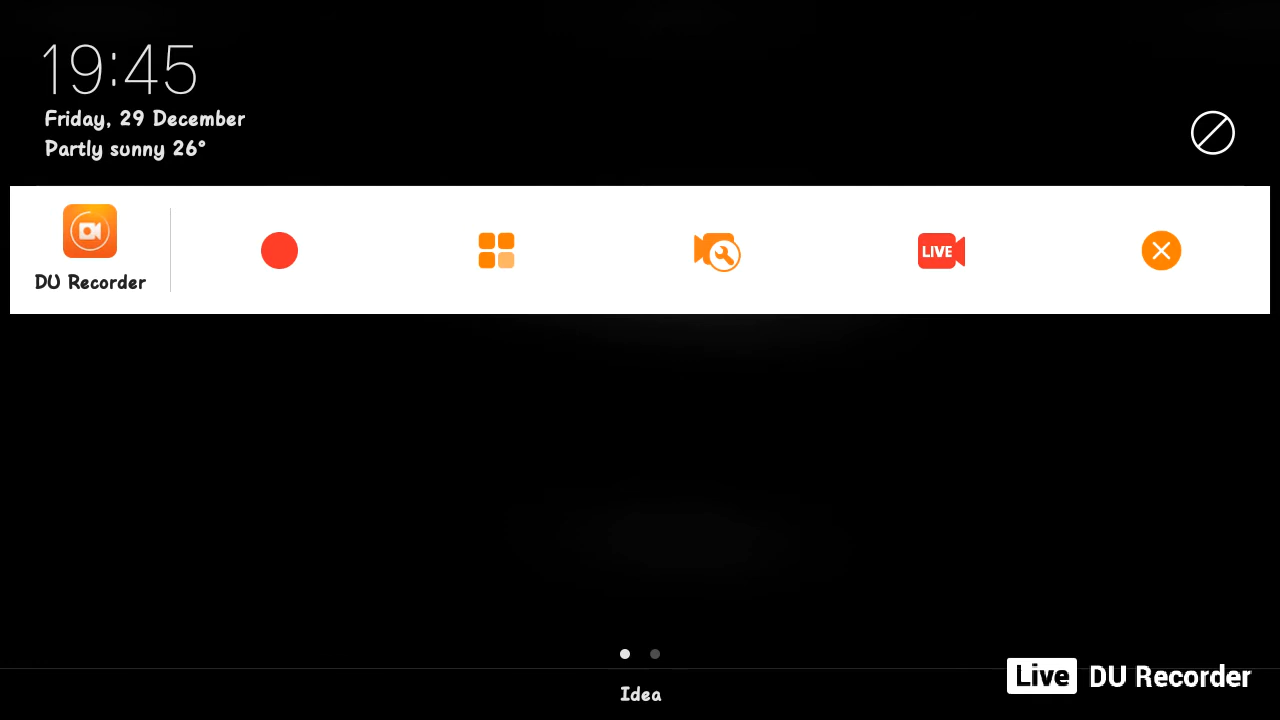 19:45
Friday, 29 December
Partly sunny 26°
DU Recorder
LIVE
Idea
Live DU Recorder